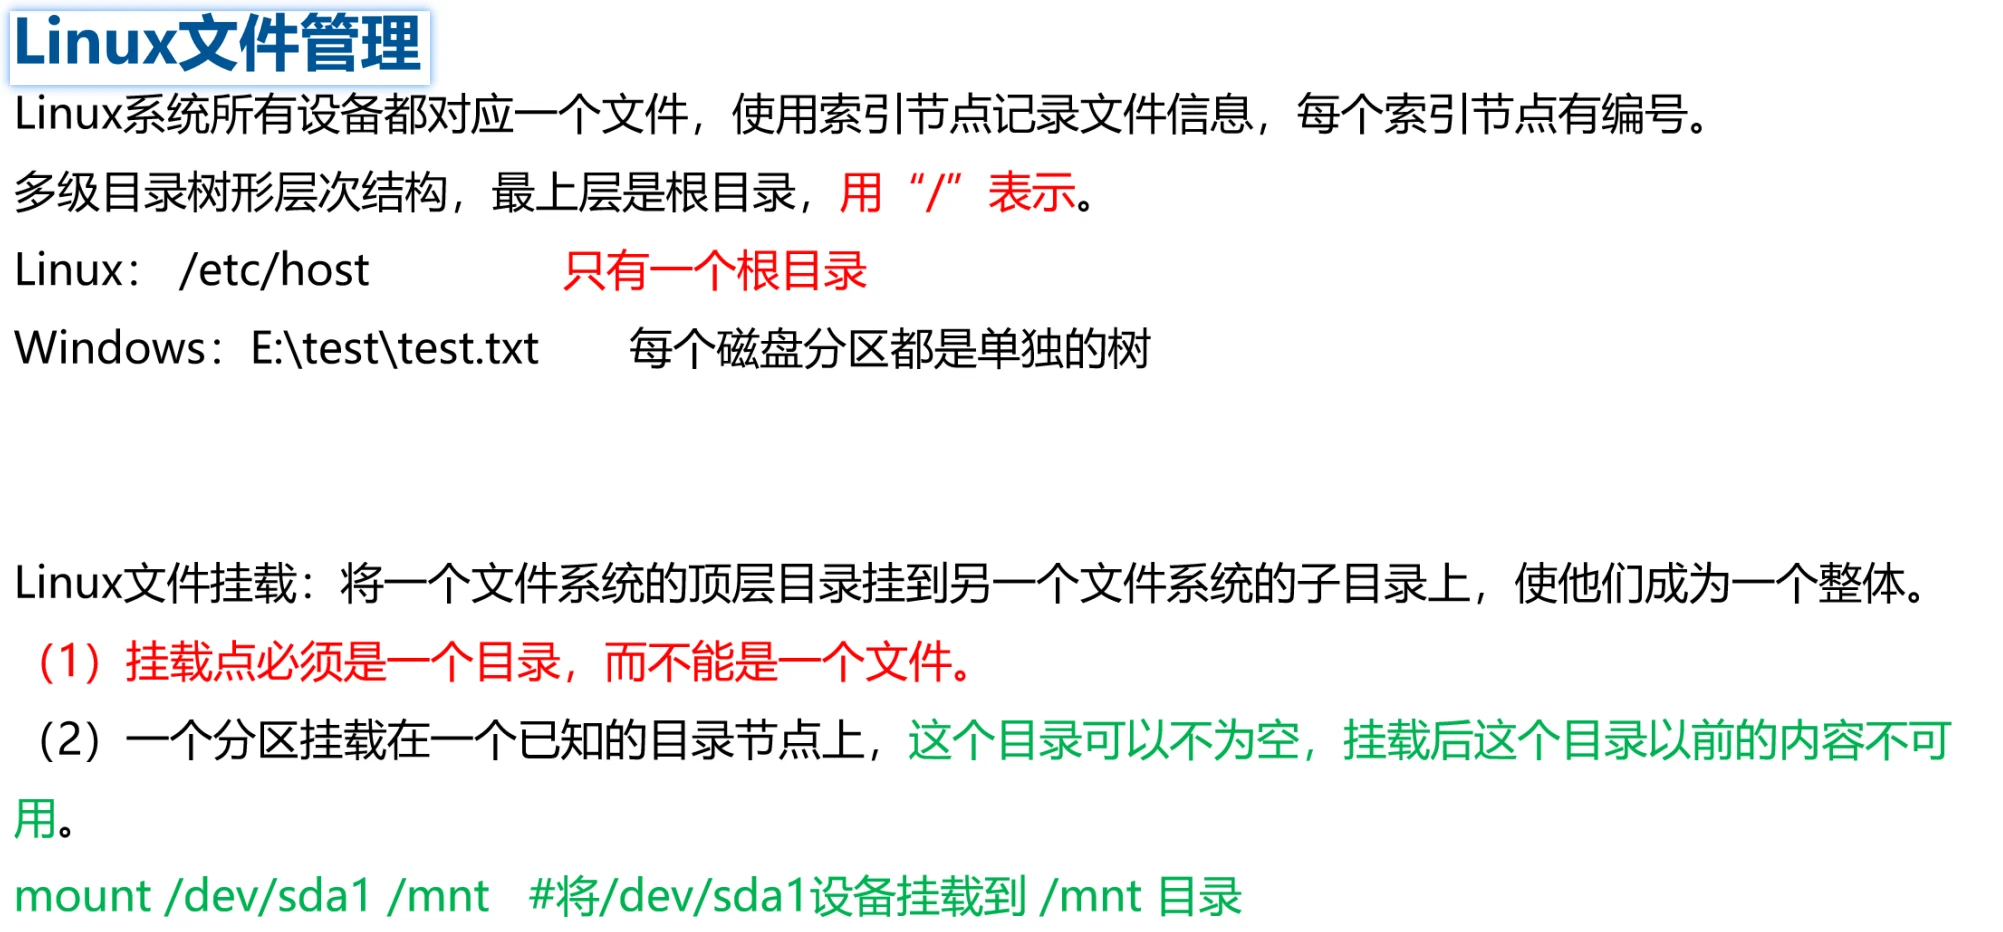 Linux文件管理
Linux系统所有设备都对应一个文件，使用索引节点记录文件信息，每个索引节点有编号。
多级目录树形层次结构，最上层是根目录，用“/”表示。
Linux： /etc/host 只有一个根目录
Windows：E:\test\test.txt 每个磁盘分区都是单独的树
Linux文件挂载：将一个文件系统的顶层目录挂到另一个文件系统的子目录上，使他们成为一个整体。
（1）挂载点必须是一个目录，而不能是一个文件。
（2）一个分区挂载在一个已知的目录节点上，这个目录可以不为空，挂载后这个目录以前的内容不可
用。
mount /dev/sda1 /mnt #将/dev/sda1设备挂载到 /mnt 目录